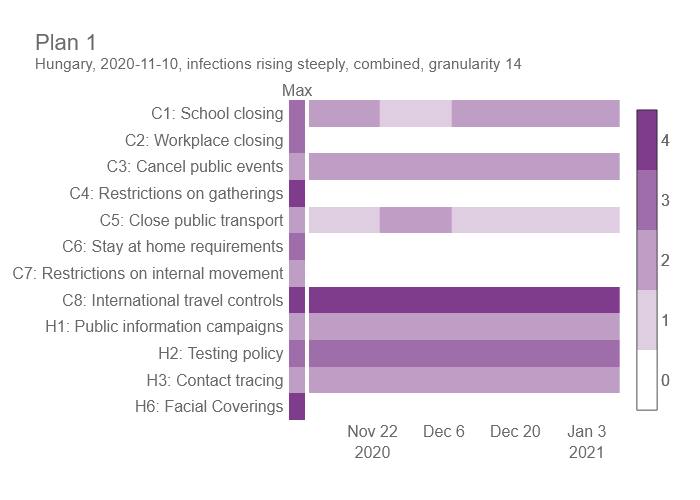 Plan 1
Hungary, 2020-11-10, infections rising steeply, combined, granularity 14
Max
C1: School closing
C2: Workplace closing
C3: Cancel public events
C4: Restrictions on gatherings
C5: Close public transport
C6: Stay at home requirements
C7: Restrictions on internal movement
C8: International travel controls
H1: Public information campaigns
H2: Testing policy
H3: Contact tracing
H6: Facial Coverings
4
3
2
1
0
Nov 22 Dec 6 Dec 20 Jan 3
2020 2021